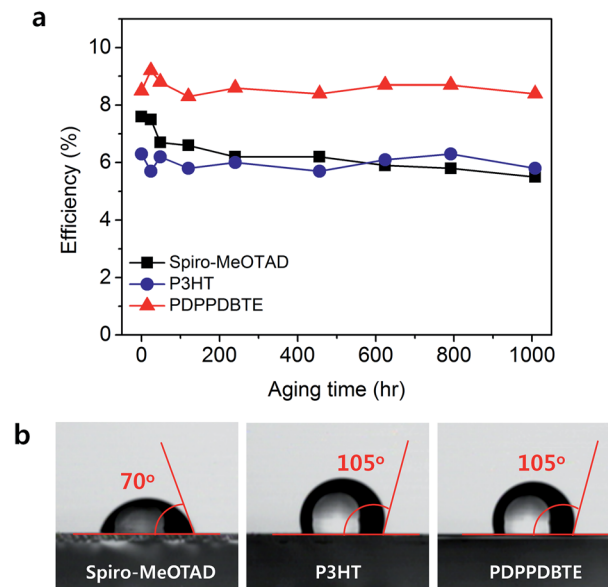 a
Efficiency (%)
10
8
6
4
2
0
Spiro-MeOTAD
P3HT
PDPPDBTE
0 200 400 600 800 1000
Aging time (hr)
b
70° 105° 105°
Spiro-MeOTAD P3HT PDPPDBTE